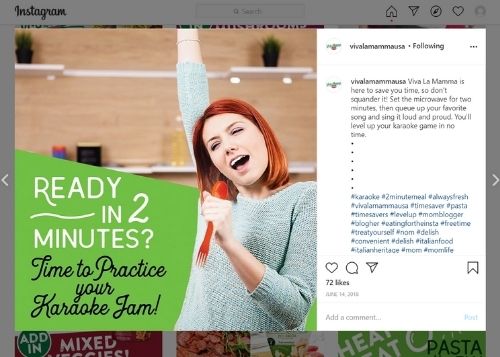 Instagram
Search
MUSHROOMS
READY
IN 2
MINUTES?
Time to Practice
your
Karaoke Jam!
vivalamammausa • Following
vivalamammausa Viva La Mamma is
here to save you time, so don't
squander it! Set the microwave for two
minutes, then queue up your favorite
song and sing it loud and proud. You'll
level up your karaoke game in no
time.
•
•
•
•
•
#karaoke #2minutemeal #alwaysfresh
#vivalamammausa #timesaver #pasta
#timesavers #levelup #momblogger
#blogher #eatingfortheinsta #freetime
#treatyourself #nom #delish
#convenient #delish #italianfood
#italianheritage #mom #momlife
72 likes
JUNE 14, 2018
Add a comment...
Post
ADD
IN
MIXED
VEGGIES!
HEAT
EAT
PASTA